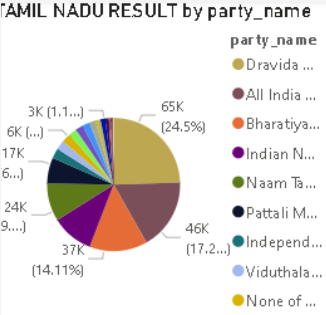 TAMIL NADU RESULT by party_name
party_name
Dravida ...
All India ...
Bharatiya...
Indian N...
Naam Ta...
Pattali M...
Independ...
Viduthala...
None of ...
65K
(24.5%)
46K
(17.2...)
37K
(14.11%)
24K
9....)
17K
6...)
6K (...)
3K (1.1...)